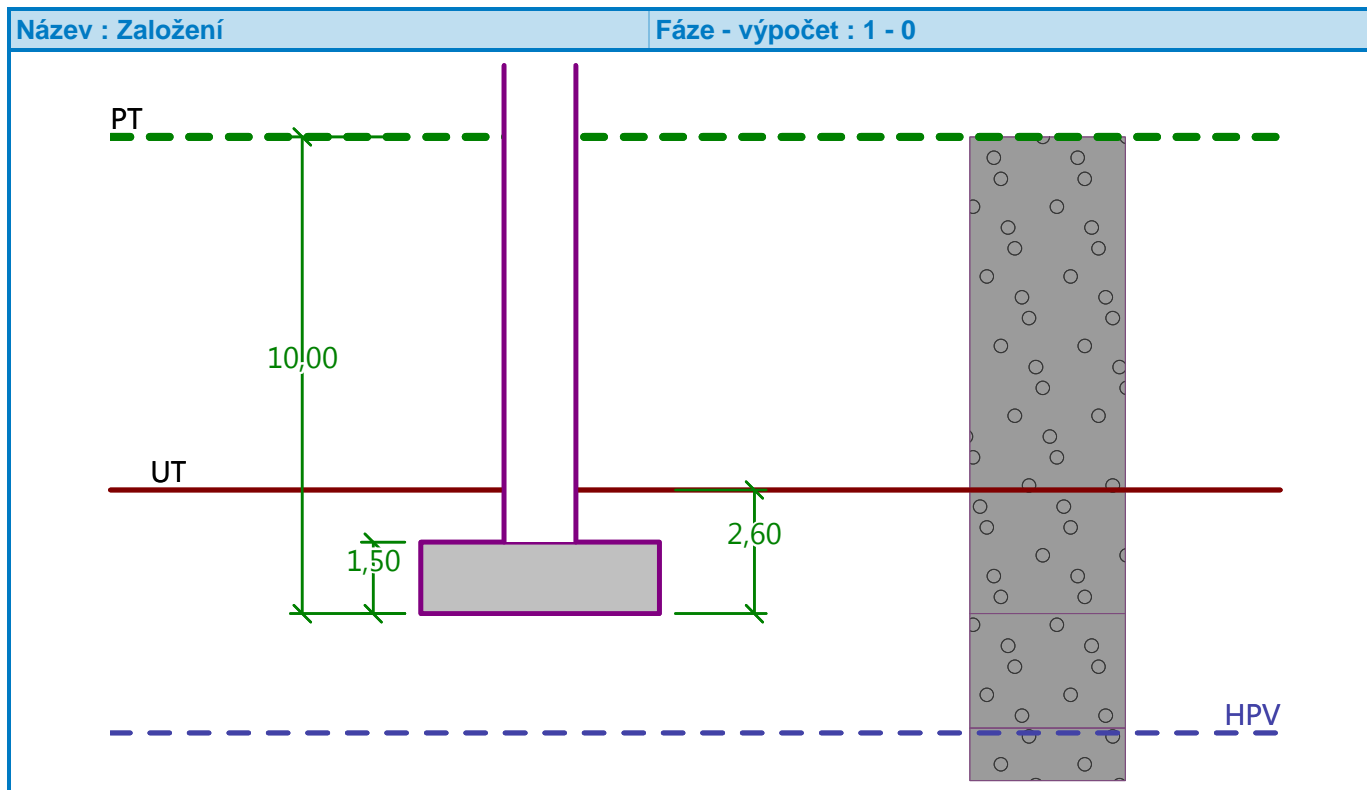 Název : Založení
Fáze - výpočet : 1 - 0
PT
10,00
UT
1,50
2,60
HPV